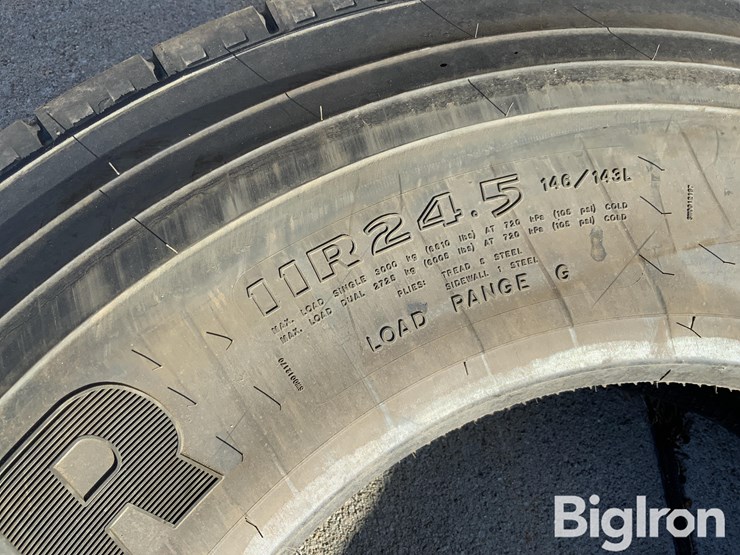 11R24.5 146/143L
MAX. LOAD SINGLE 3000 KG (6610 lbs) AT 720 kPa (105 psi) COLD
MAX. LOAD DUAL 2725 KG (6005 lbs) AT 720 kPa (105 psi) COLD
PLIES: TREAD 5 STEEL
SIDEWALL 1 STEEL
LOAD RANGE G
R
BigIron